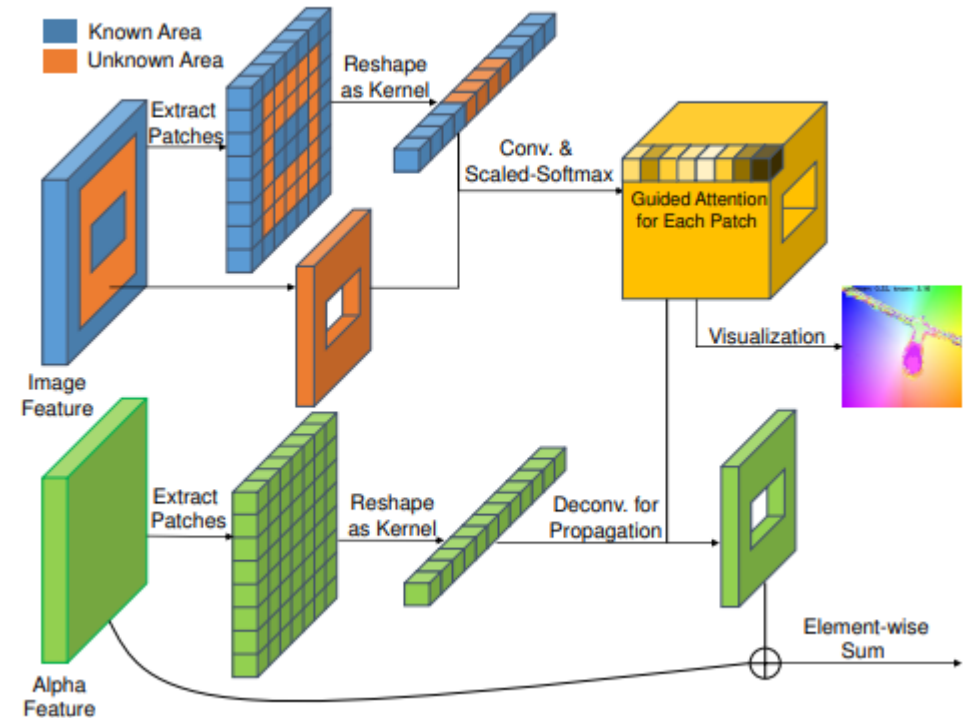 Known Area
Unknown Area
Extract
Patches
Reshape
as Kernel
Conv. &
Scaled-Softmax
Guided Attention
for Each Patch
Visualization
Image
Feature
Extract
Patches
Reshape
as Kernel
Deconv. for
Propagation
Element-wise
Sum
Alpha
Feature